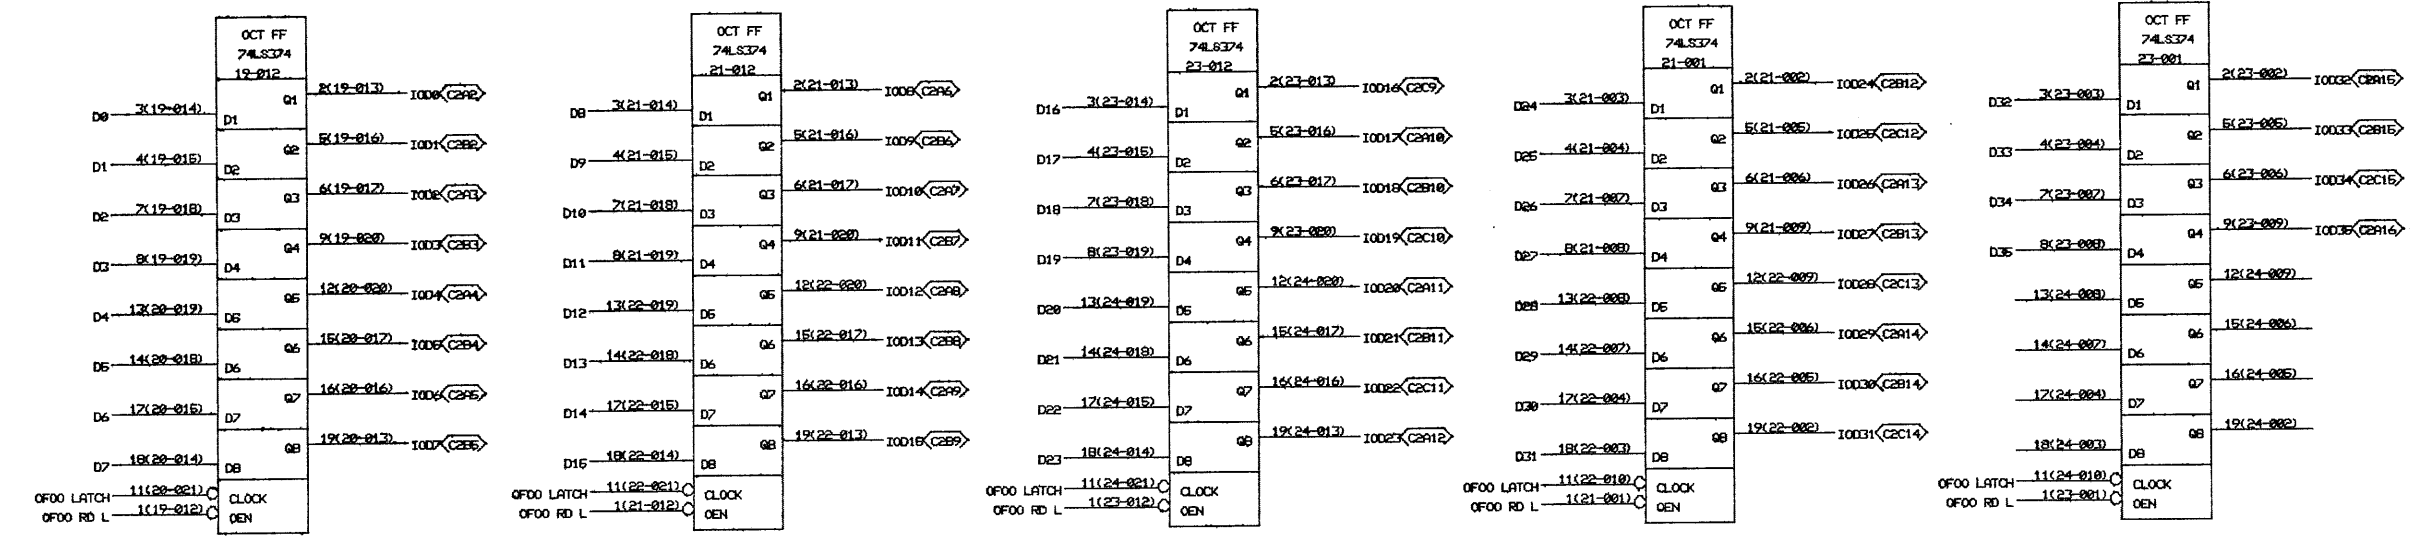 OCT FF
74LS374
19-012
D0 3(19-014) D1 Q1 2(19-013) IOD0 C2A2
D1 4(19-015) D2 Q2 5(19-016) IOD1 C2B2
D2 7(19-018) D3 Q3 6(19-017) IOD2 C2A3
D3 8(19-019) D4 Q4 9(19-020) IOD3 C2B3
D4 13(20-019) D5 Q5 12(20-020) IOD4 C2A4
D5 14(20-018) D6 Q6 15(20-017) IOD5 C2B4
D6 17(20-015) D7 Q7 16(20-016) IOD6 C2A5
D7 18(20-014) D8 Q8 19(20-013) IOD7 C2B5
OFOO LATCH 11(20-021) CLOCK
OFOO RD L 1(19-012) OEN
OCT FF
74LS374
21-012
D8 3(21-014) D1 Q1 2(21-013) IOD8 C2A6
D9 4(21-015) D2 Q2 5(21-016) IOD9 C2B6
D10 7(21-018) D3 Q3 6(21-017) IOD10 C2A7
D11 8(21-019) D4 Q4 9(21-020) IOD11 C2B7
D12 13(22-019) D5 Q5 12(22-020) IOD12 C2A8
D13 14(22-018) D6 Q6 15(22-017) IOD13 C2B8
D14 17(22-015) D7 Q7 16(22-016) IOD14 C2A9
D15 18(22-014) D8 Q8 19(22-013) IOD15 C2B9
OFOO LATCH 11(22-021) CLOCK
OFOO RD L 1(21-012) OEN
OCT FF
74LS374
23-012
D16 3(23-014) D1 Q1 2(23-013) IOD16 C2C9
D17 4(23-015) D2 Q2 5(23-016) IOD17 C2A10
D18 7(23-018) D3 Q3 6(23-017) IOD18 C2B10
D19 8(23-019) D4 Q4 9(23-020) IOD19 C2C10
D20 13(24-019) D5 Q5 12(24-020) IOD20 C2A11
D21 14(24-018) D6 Q6 15(24-017) IOD21 C2B11
D22 17(24-015) D7 Q7 16(24-016) IOD22 C2C11
D23 18(24-014) D8 Q8 19(24-013) IOD23 C2A12
OFOO LATCH 11(24-021) CLOCK
OFOO RD L 1(23-012) OEN
OCT FF
74LS374
21-001
D24 3(21-003) D1 Q1 2(21-002) IOD24 C2B12
D25 4(21-004) D2 Q2 5(21-005) IOD25 C2C12
D26 7(21-007) D3 Q3 6(21-006) IOD26 C2A13
D27 8(21-008) D4 Q4 9(21-009) IOD27 C2B13
D28 13(22-008) D5 Q5 12(22-009) IOD28 C2C13
D29 14(22-007) D6 Q6 15(22-006) IOD29 C2A14
D30 17(22-004) D7 Q7 16(22-005) IOD30 C2B14
D31 18(22-003) D8 Q8 19(22-002) IOD31 C2C14
OFOO LATCH 11(22-010) CLOCK
OFOO RD L 1(21-001) OEN
OCT FF
74LS374
23-001
D32 3(23-003) D1 Q1 2(23-002) IOD32 C2A15
D33 4(23-004) D2 Q2 5(23-005) IOD33 C2B15
D34 7(23-007) D3 Q3 6(23-006) IOD34 C2C15
D35 8(23-008) D4 Q4 9(23-009) IOD35 C2A16
13(24-008) D5 Q5 12(24-009)
14(24-007) D6 Q6 15(24-006)
17(24-004) D7 Q7 16(24-005)
18(24-003) D8 Q8 19(24-002)
OFOO LATCH 11(24-010) CLOCK
OFOO RD L 1(23-001) OEN